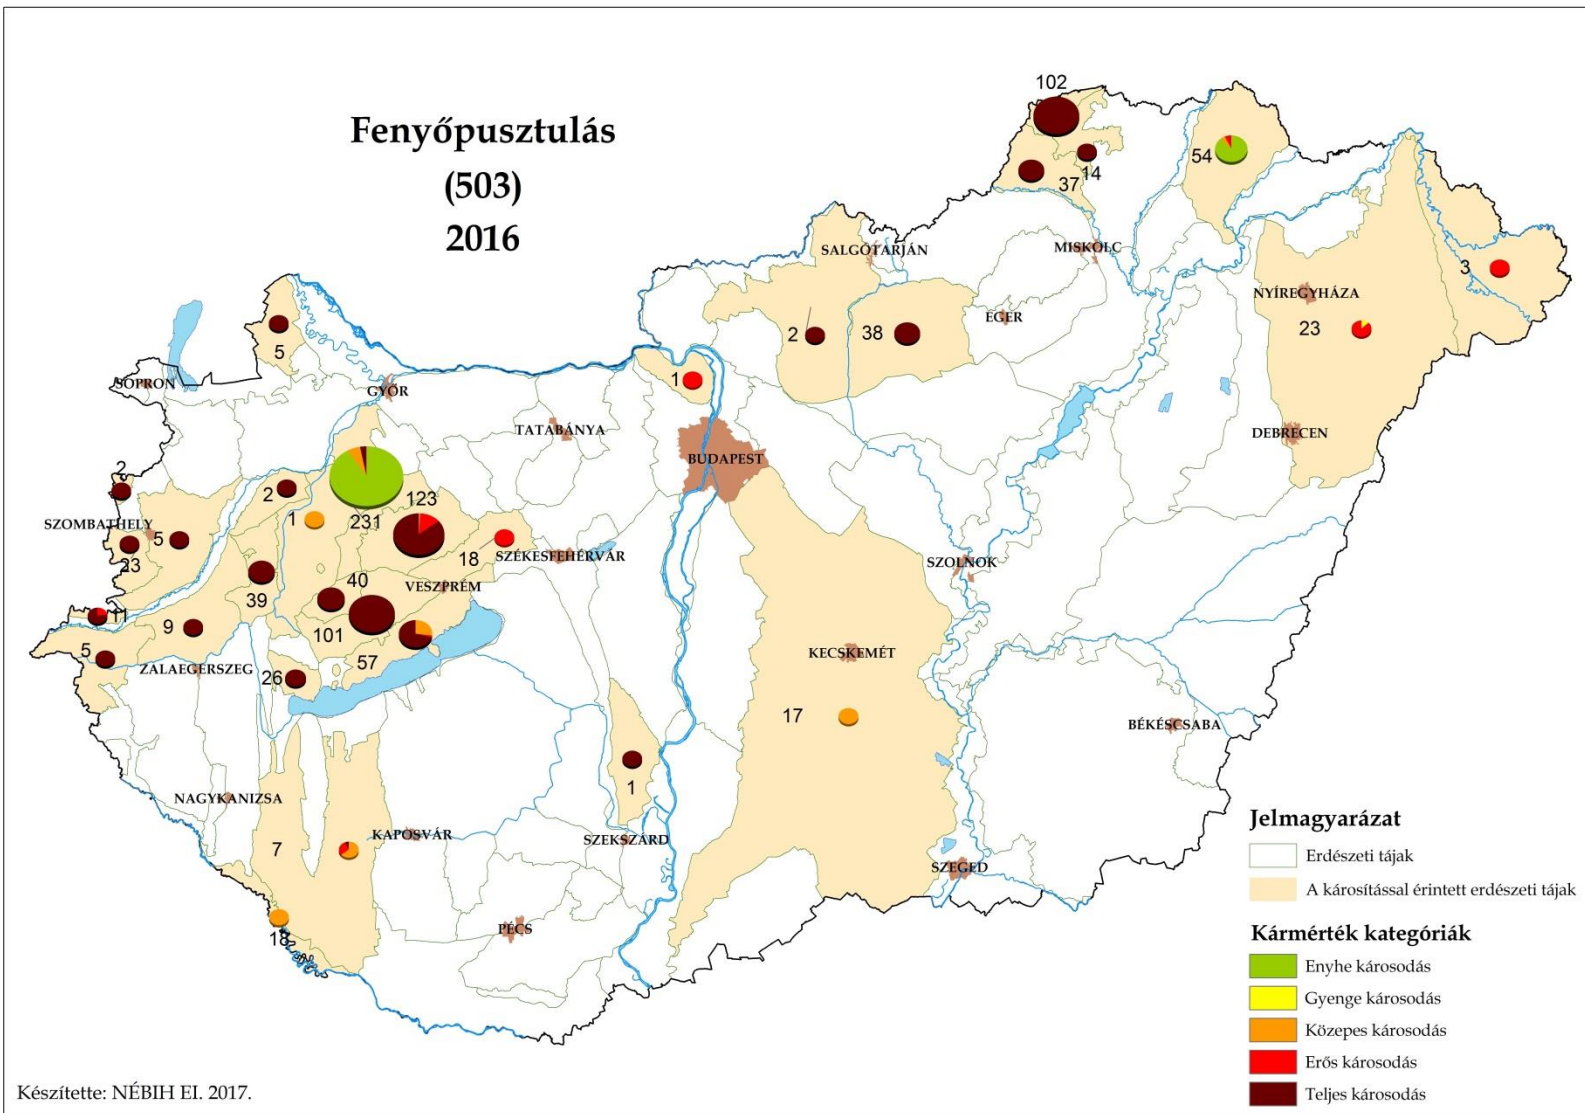 Fenyőpusztulás
(503)
2016
102
14
37
54
SALGÓTARJÁN
MISKOLC
3
NYÍREGYHÁZA
23
EGER
2
38
5
SOPRON
GYŐR
1
TATABÁNYA
DEBRECEN
BUDAPEST
2
2
123
231
1
SZOMBATHELY
5
23
18
SZÉKESFEHÉRVÁR
SZOLNOK
40
VESZPRÉM
39
11
9
101
5
57
KECSKEMÉT
ZALAEGERSZEG
26
17
BÉKÉSCSABA
1
NAGYKANIZSA
KAPOSVÁR
SZEKSZÁRD
7
SZEGED
PÉCS
18
Jelmagyarázat
Erdészeti tájak
A károsítással érintett erdészeti tájak
Kármérték kategóriák
Enyhe károsodás
Gyenge károsodás
Közepes károsodás
Erős károsodás
Teljes károsodás
Készítette: NÉBIH EI. 2017.